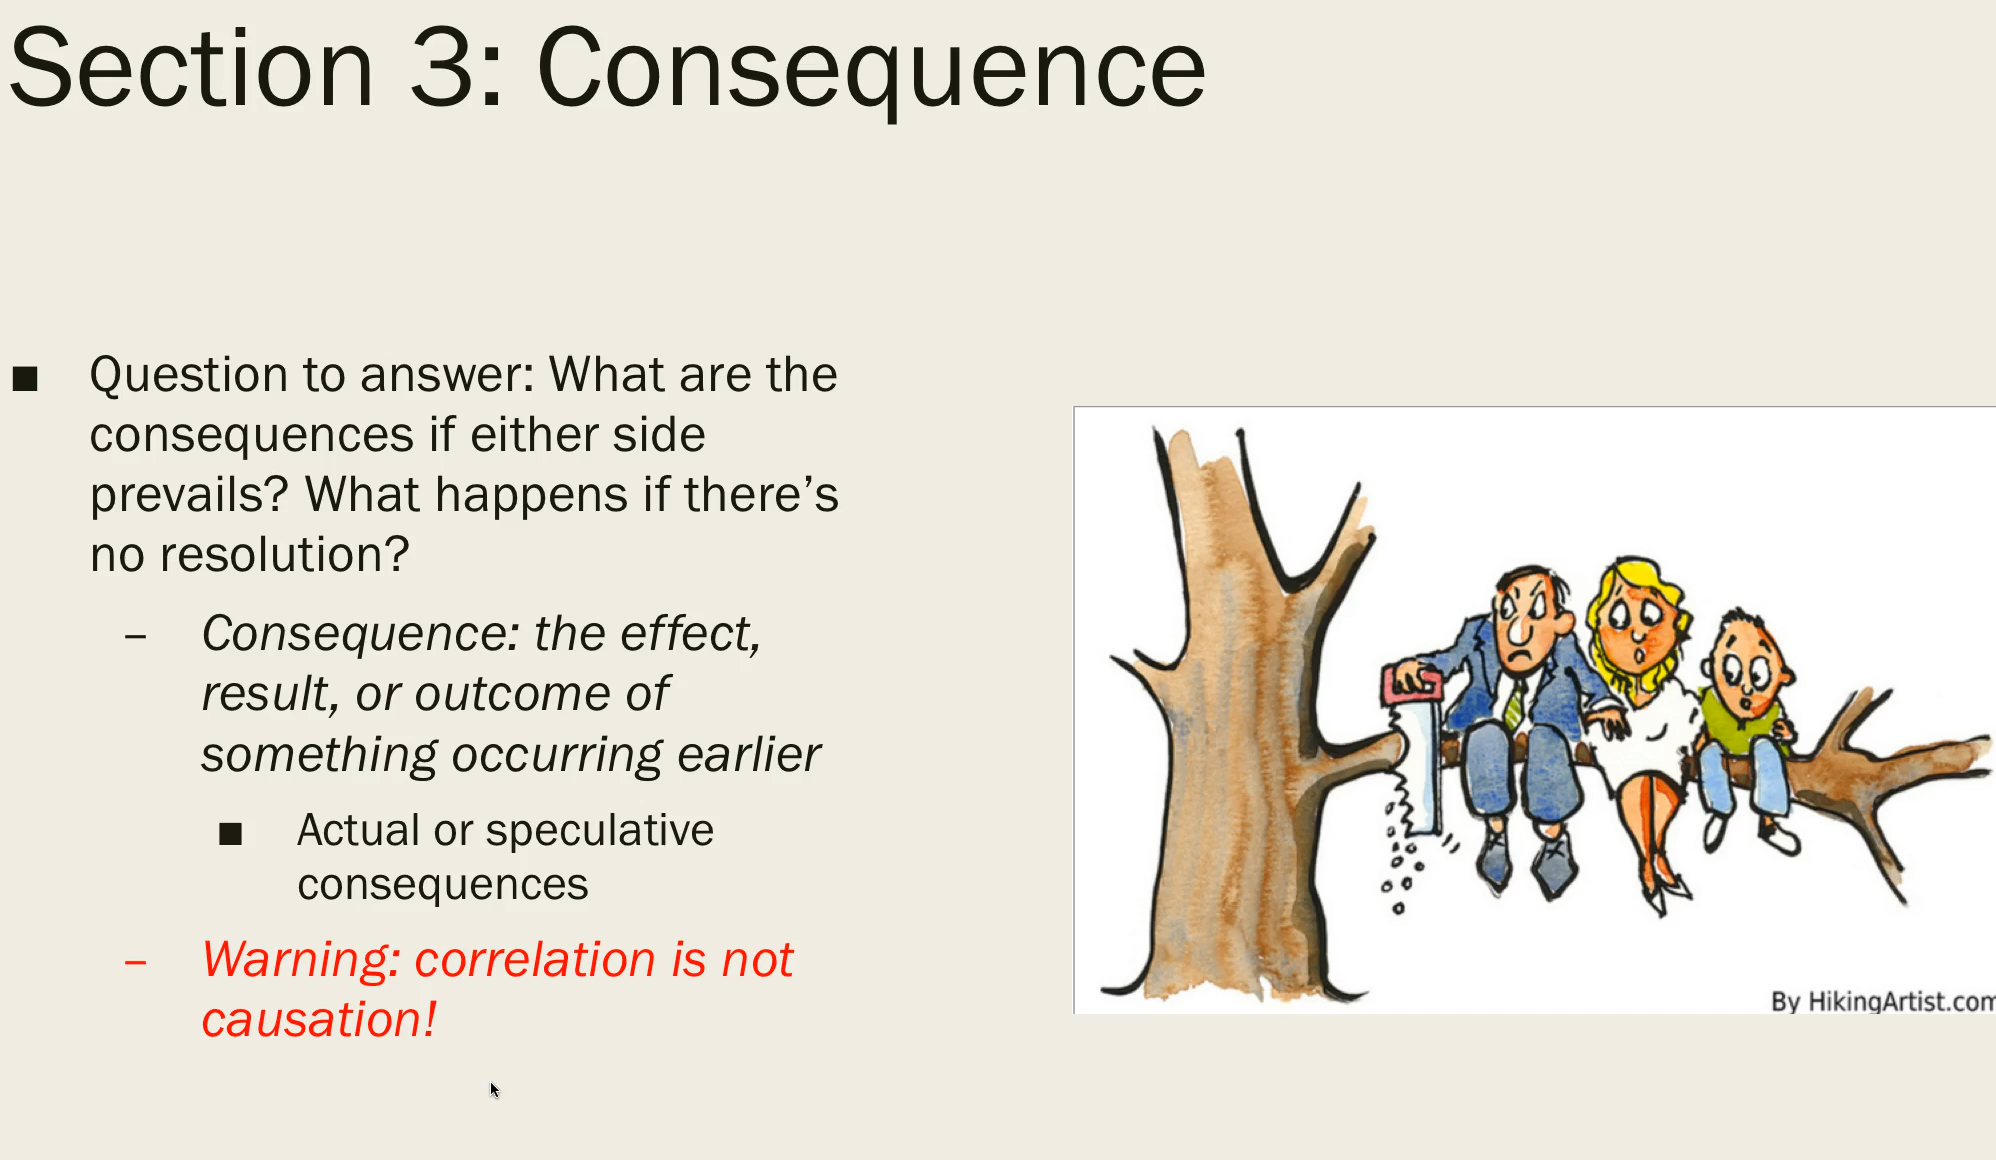 Section 3: Consequence
■ Question to answer: What are the
consequences if either side
prevails? What happens if there’s
no resolution?
– Consequence: the effect,
result, or outcome of
something occurring earlier
■ Actual or speculative
consequences
– Warning: correlation is not
causation!
By HikingArtist.com